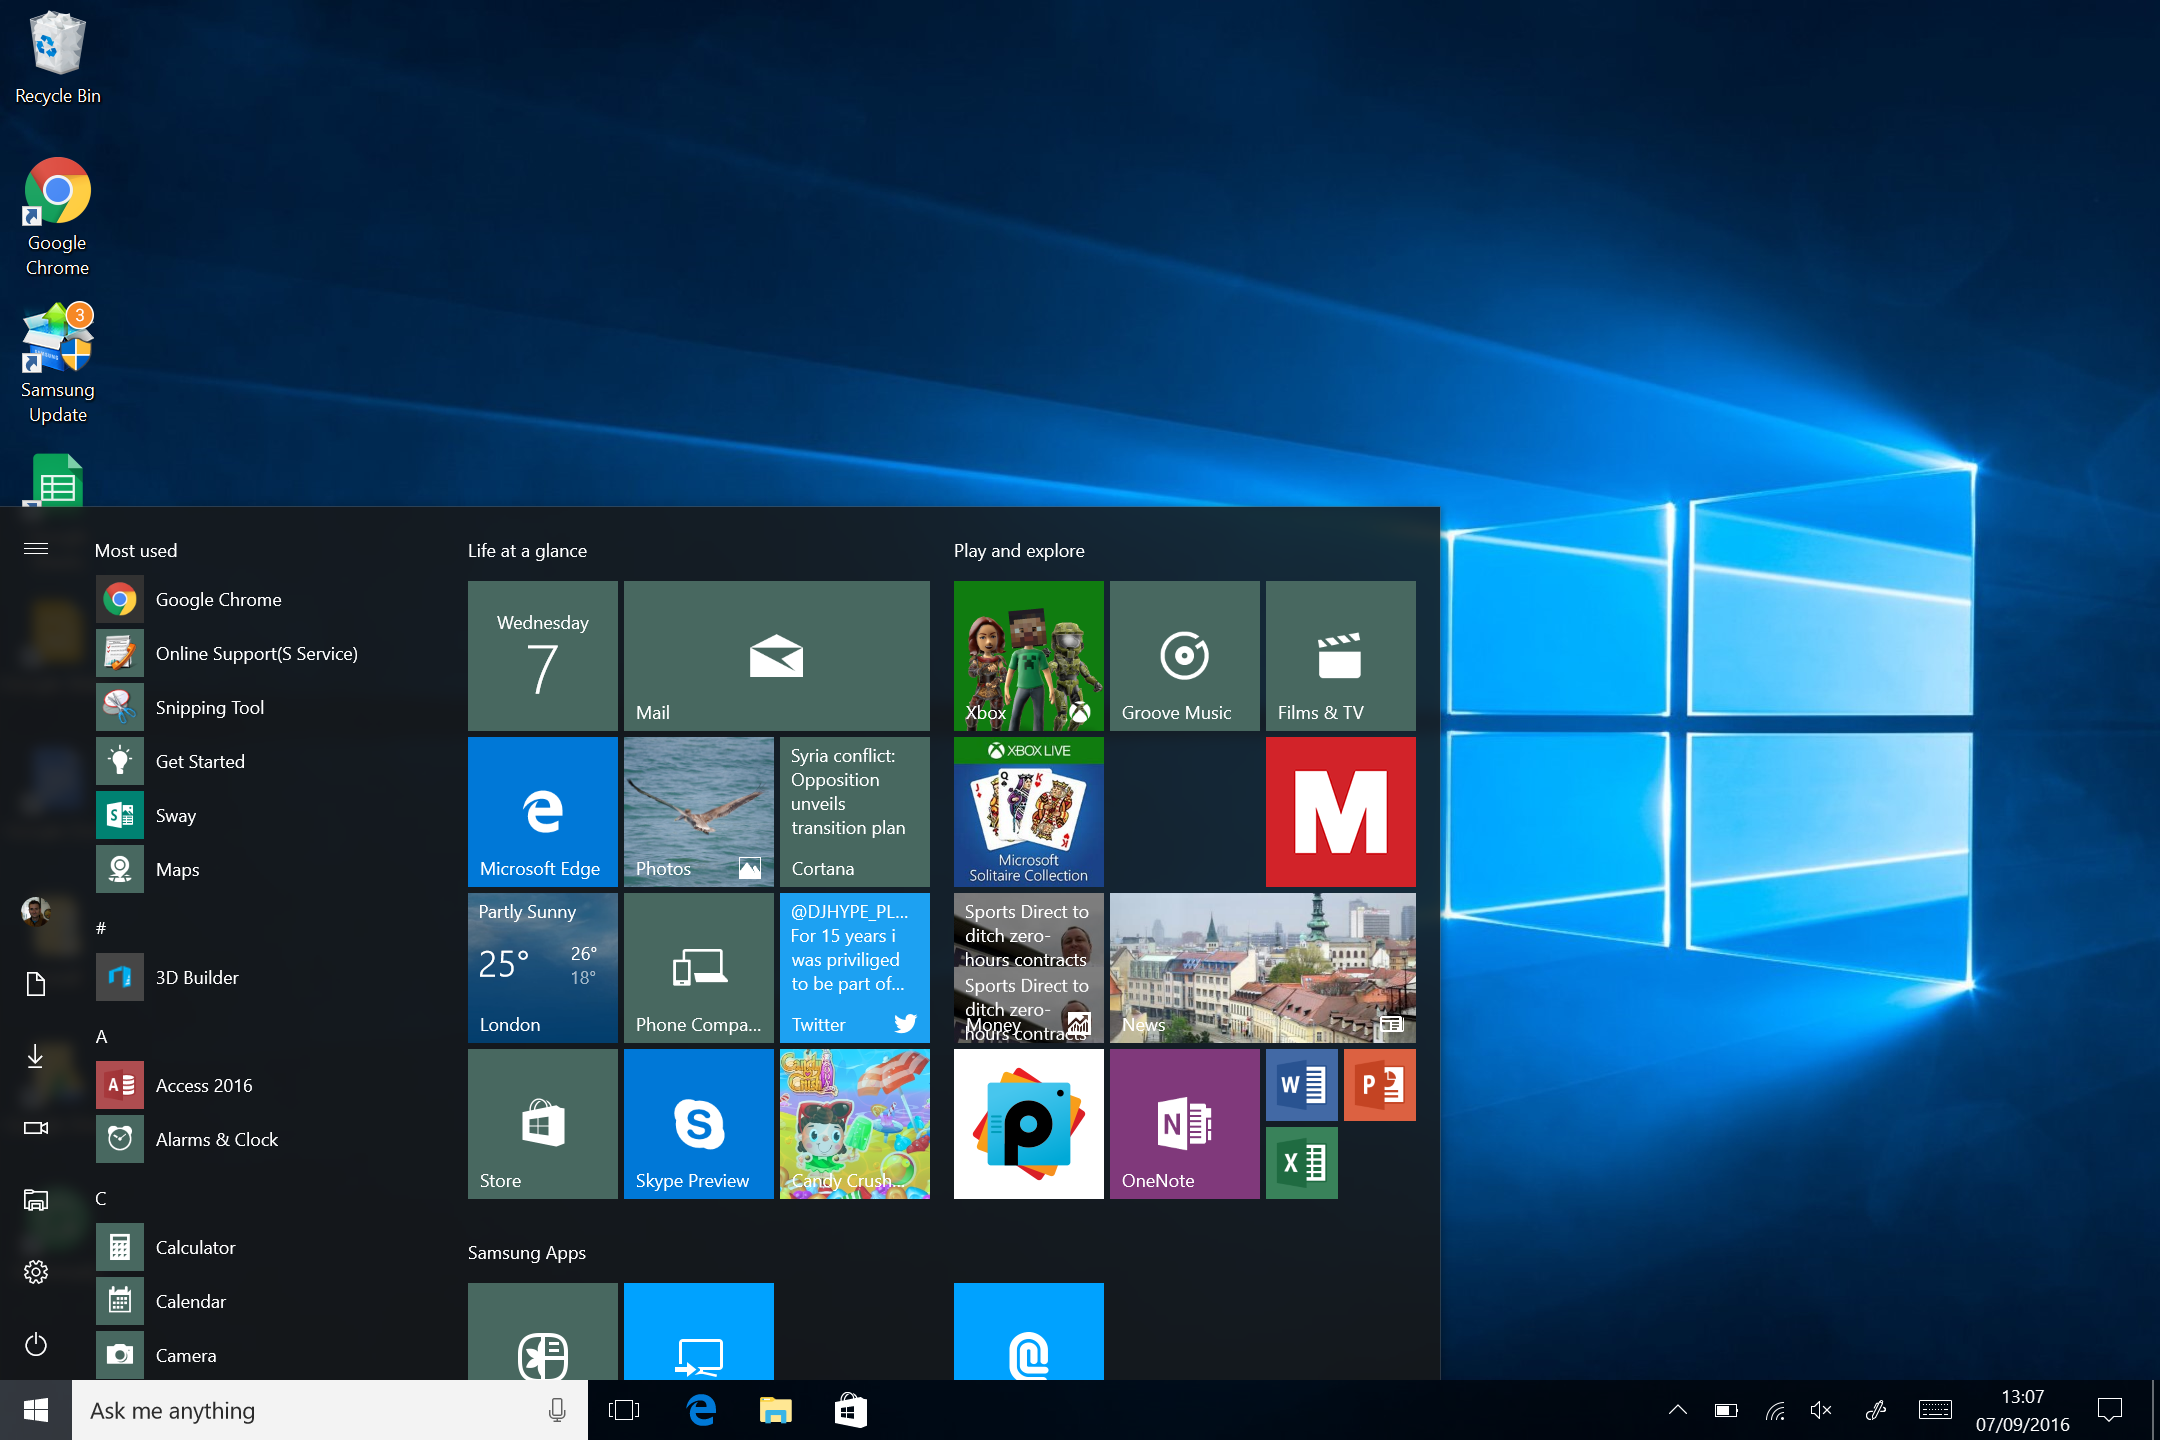 Recycle Bin
Google
Chrome
3
Samsung
Update
Most used
Google Chrome
Online Support(S Service)
Snipping Tool
Get Started
Sway
Maps
#
3D Builder
A
Access 2016
Alarms & Clock
C
Calculator
Calendar
Camera
Life at a glance
Wednesday
7
Mail
Microsoft Edge
Photos
Syria conflict:
Opposition
unveils
transition plan
Cortana
Partly Sunny
25°
26°
18°
London
Phone Compa...
@DJHYPE_PL...
For 15 years i
was priviliged
to be part of...
Twitter
Store
Skype Preview
Candy Crush...
Samsung Apps
Play and explore
Xbox
Groove Music
Films & TV
XBOX LIVE
Microsoft
Solitaire Collection
M
Sports Direct to
ditch zero-
hours contracts
Sports Direct to
ditch zero-
hours contracts
Money
News
OneNote
Ask me anything
13:07
07/09/2016